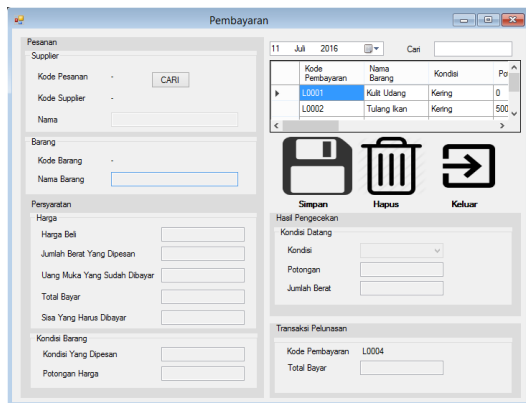 Pembayaran
Pesanan
Supplier
Kode Pesanan - CARI
Kode Supplier -
Nama
Barang
Kode Barang -
Nama Barang
Persyaratan
Harga
Harga Beli
Jumlah Berat Yang Dipesan
Uang Muka Yang Sudah Dibayar
Total Bayar
Sisa Yang Harus Dibayar
Kondisi Barang
Kondisi Yang Dipesan
Potongan Harga
11 Juli 2016 Cari
Kode Pembayaran Nama Barang Kondisi Po
L0001 Kulit Udang Kering 0
L0002 Tulang Ikan Kering 500
Simpan Hapus Keluar
Hasil Pengecekan
Kondisi Datang
Kondisi
Potongan
Jumlah Berat
Transaksi Pelunasan
Kode Pembayaran L0004
Total Bayar